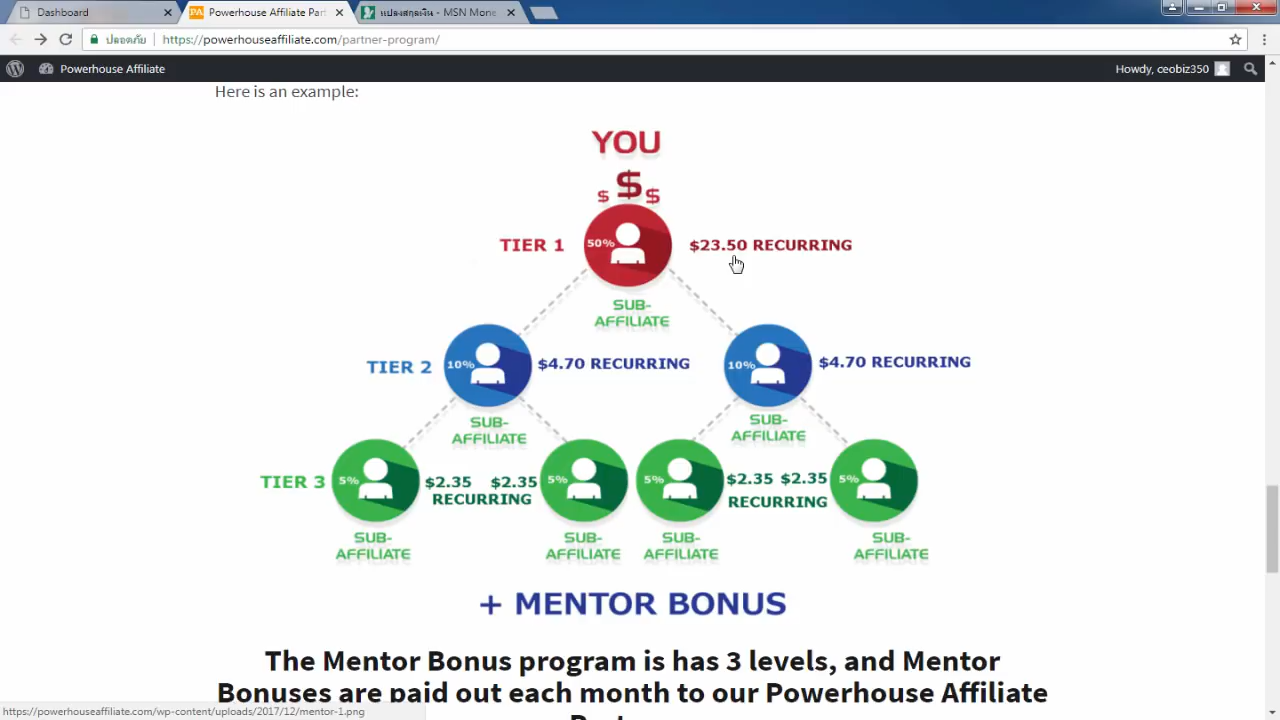 Dashboard
Powerhouse Affiliate Par
แปลงสกุลเงิน - MSN Mone
ปลอดภัย
https://powerhouseaffiliate.com/partner-program/
Powerhouse Affiliate
Howdy, ceobiz350
Here is an example:
YOU
$ $ $
TIER 1
50%
$23.50 RECURRING
SUB-
AFFILIATE
TIER 2
10%
$4.70 RECURRING
10%
$4.70 RECURRING
SUB-
AFFILIATE
SUB-
AFFILIATE
TIER 3
5%
$2.35 $2.35
RECURRING
5%
5%
$2.35 $2.35
RECURRING
5%
SUB-
AFFILIATE
SUB-
AFFILIATE
SUB-
AFFILIATE
SUB-
AFFILIATE
+ MENTOR BONUS
The Mentor Bonus program is has 3 levels, and Mentor
Bonuses are paid out each month to our Powerhouse Affiliate
https://powerhouseaffiliate.com/wp-content/uploads/2017/12/mentor-1.png